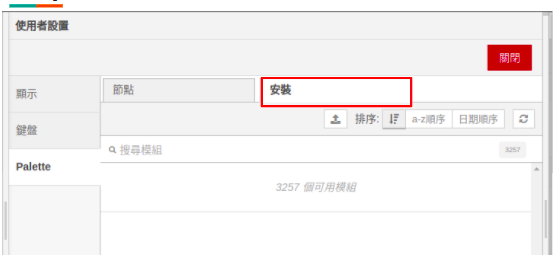 使用者設置
關閉
顯示
鍵盤
Palette
節點
安裝
排序: a-z順序 日期順序
搜尋模組
3257
3257 個可用模組